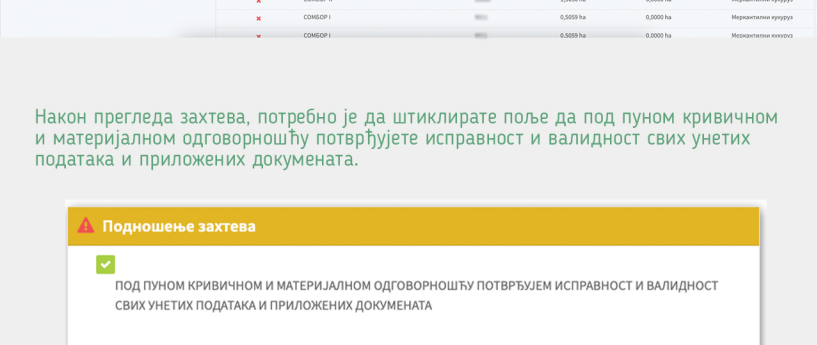 СОМБОР I 0,5059 ha 0,0000 ha Меркантилни кукуруз
СОМБОР I 0,5059 ha 0,0000 ha Меркантилни кукуруз
Након прегледа захтева, потребно је да штиклирате поље да под пуном кривичном
и материјалном одговорношћу потврђујете исправност и валидност свих унетих
података и приложених докумената.
Подношење захтева
ПОД ПУНОМ КРИВИЧНОМ И МАТЕРИЈАЛНОМ ОДГОВОРНОШЋУ ПОТВРЂУЈЕМ ИСПРАВНОСТ И ВАЛИДНОСТ
СВИХ УНЕТИХ ПОДАТАКА И ПРИЛОЖЕНИХ ДОКУМЕНАТА